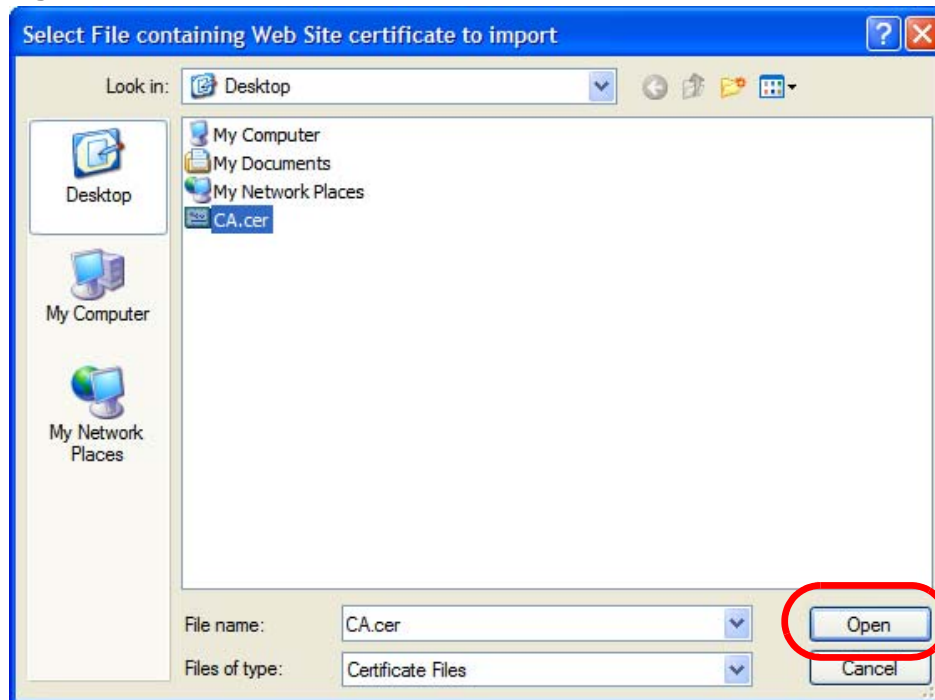 Select File containing Web Site certificate to import
Look in: Desktop
My Computer
My Documents
My Network Places
CA.cer
Desktop
My Computer
My Network
Places
File name: CA.cer Open
Files of type: Certificate Files Cancel